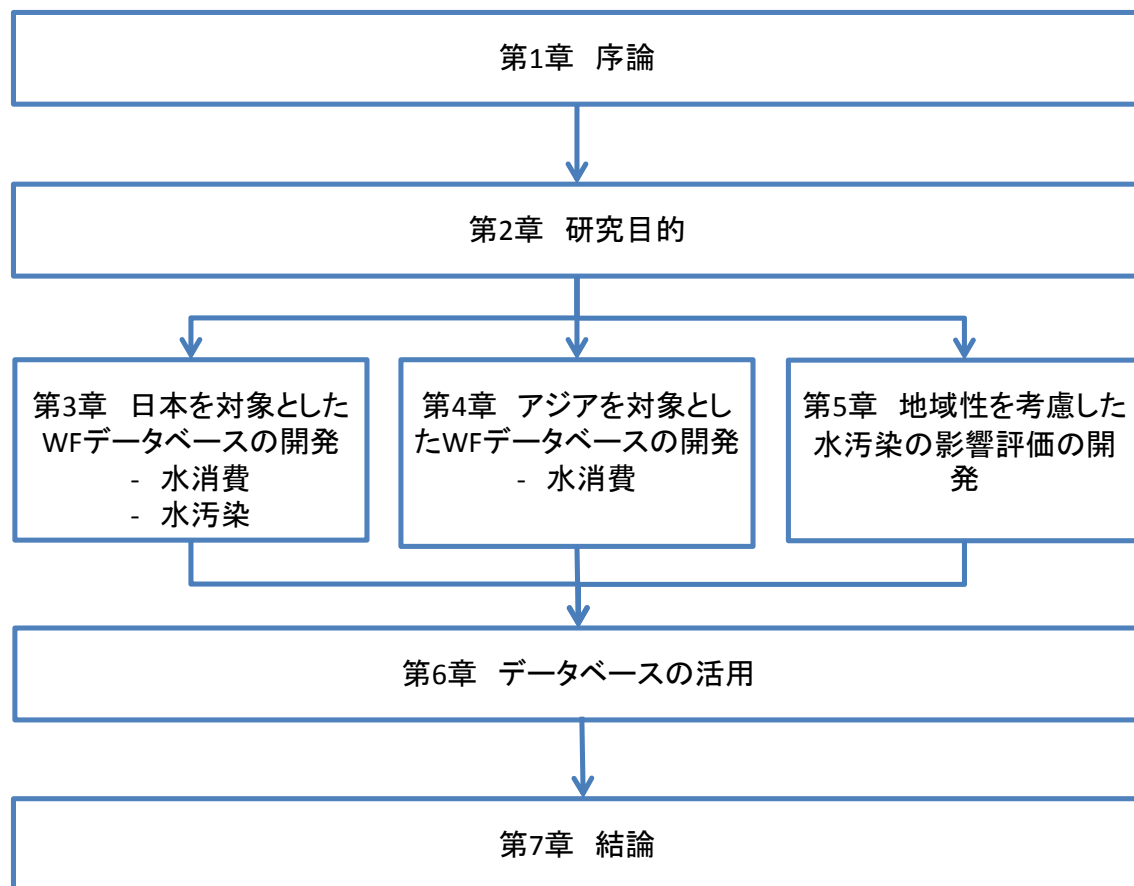 第1章　序論
第2章　研究目的
第3章　日本を対象とした
WFデータベースの開発
-　水消費
-　水汚染
第4章　アジアを対象とし
たWFデータベースの開発
-　水消費
第5章　地域性を考慮した
水汚染の影響評価の開
発
第6章　データベースの活用
第7章　結論